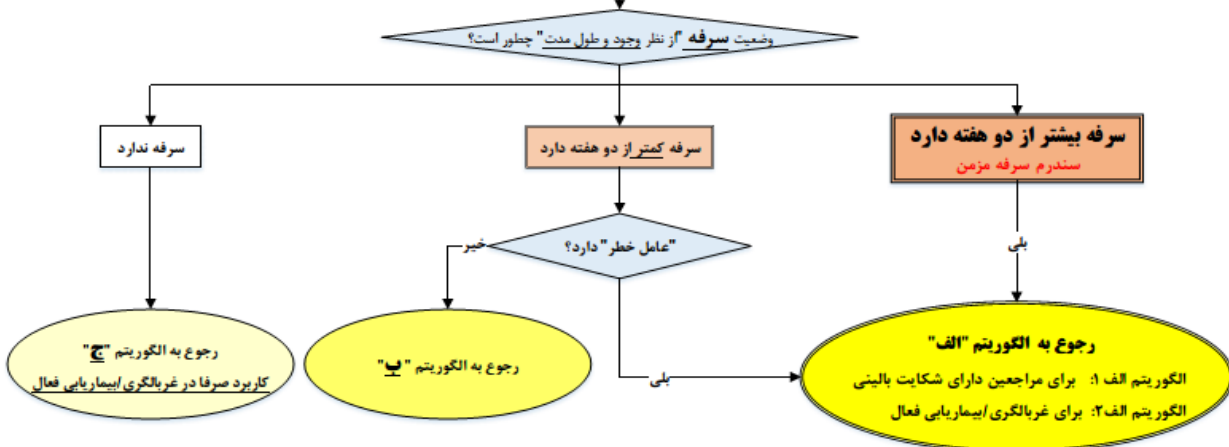 وضعیت سرفه "از نظر وجود و طول مدت" چطور است؟
سرفه بیشتر از دو هفته دارد
سندرم سرفه مزمن
سرفه کمتر از دو هفته دارد
سرفه ندارد
بلی
"عامل خطر" دارد؟
خیر
بلی
رجوع به الگوریتم "الف"
الگوریتم الف ۱: برای مراجعین دارای شکایت بالینی
الگوریتم الف۲: برای غربالگری/بیماریابی فعال
رجوع به الگوریتم "پ"
رجوع به الگوریتم "ج"
کاربرد صرفا در غربالگری/بیماریابی فعال